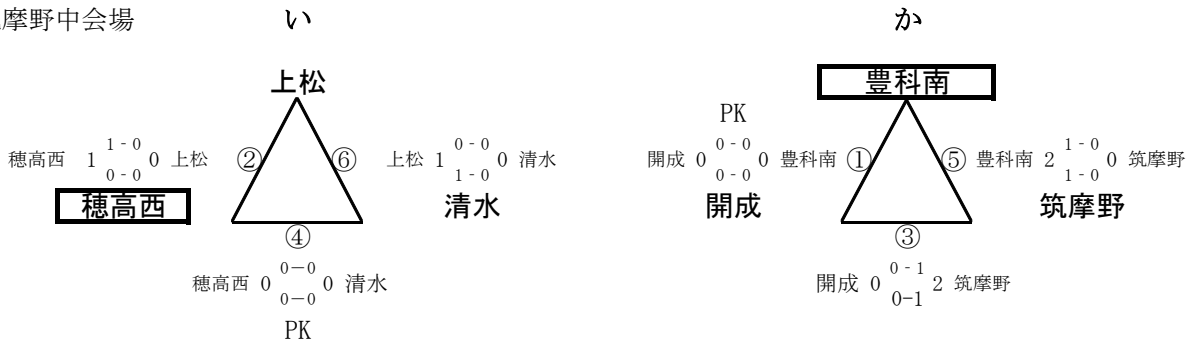 摩野中会場
い
上松
穂高西 1 1 - 0 0 - 0 0 上松
②
⑥
上松 1 0 - 0 1 - 0 0 清水
穂高西
清水
④
穂高西 0 0－0 0－0 0 清水
PK
か
豊科南
PK
開成 0 0 - 0 0 - 0 0 豊科南
①
⑤
豊科南 2 1 - 0 1 - 0 0 筑摩野
開成
筑摩野
③
開成 0 0 - 1 0-1 2 筑摩野